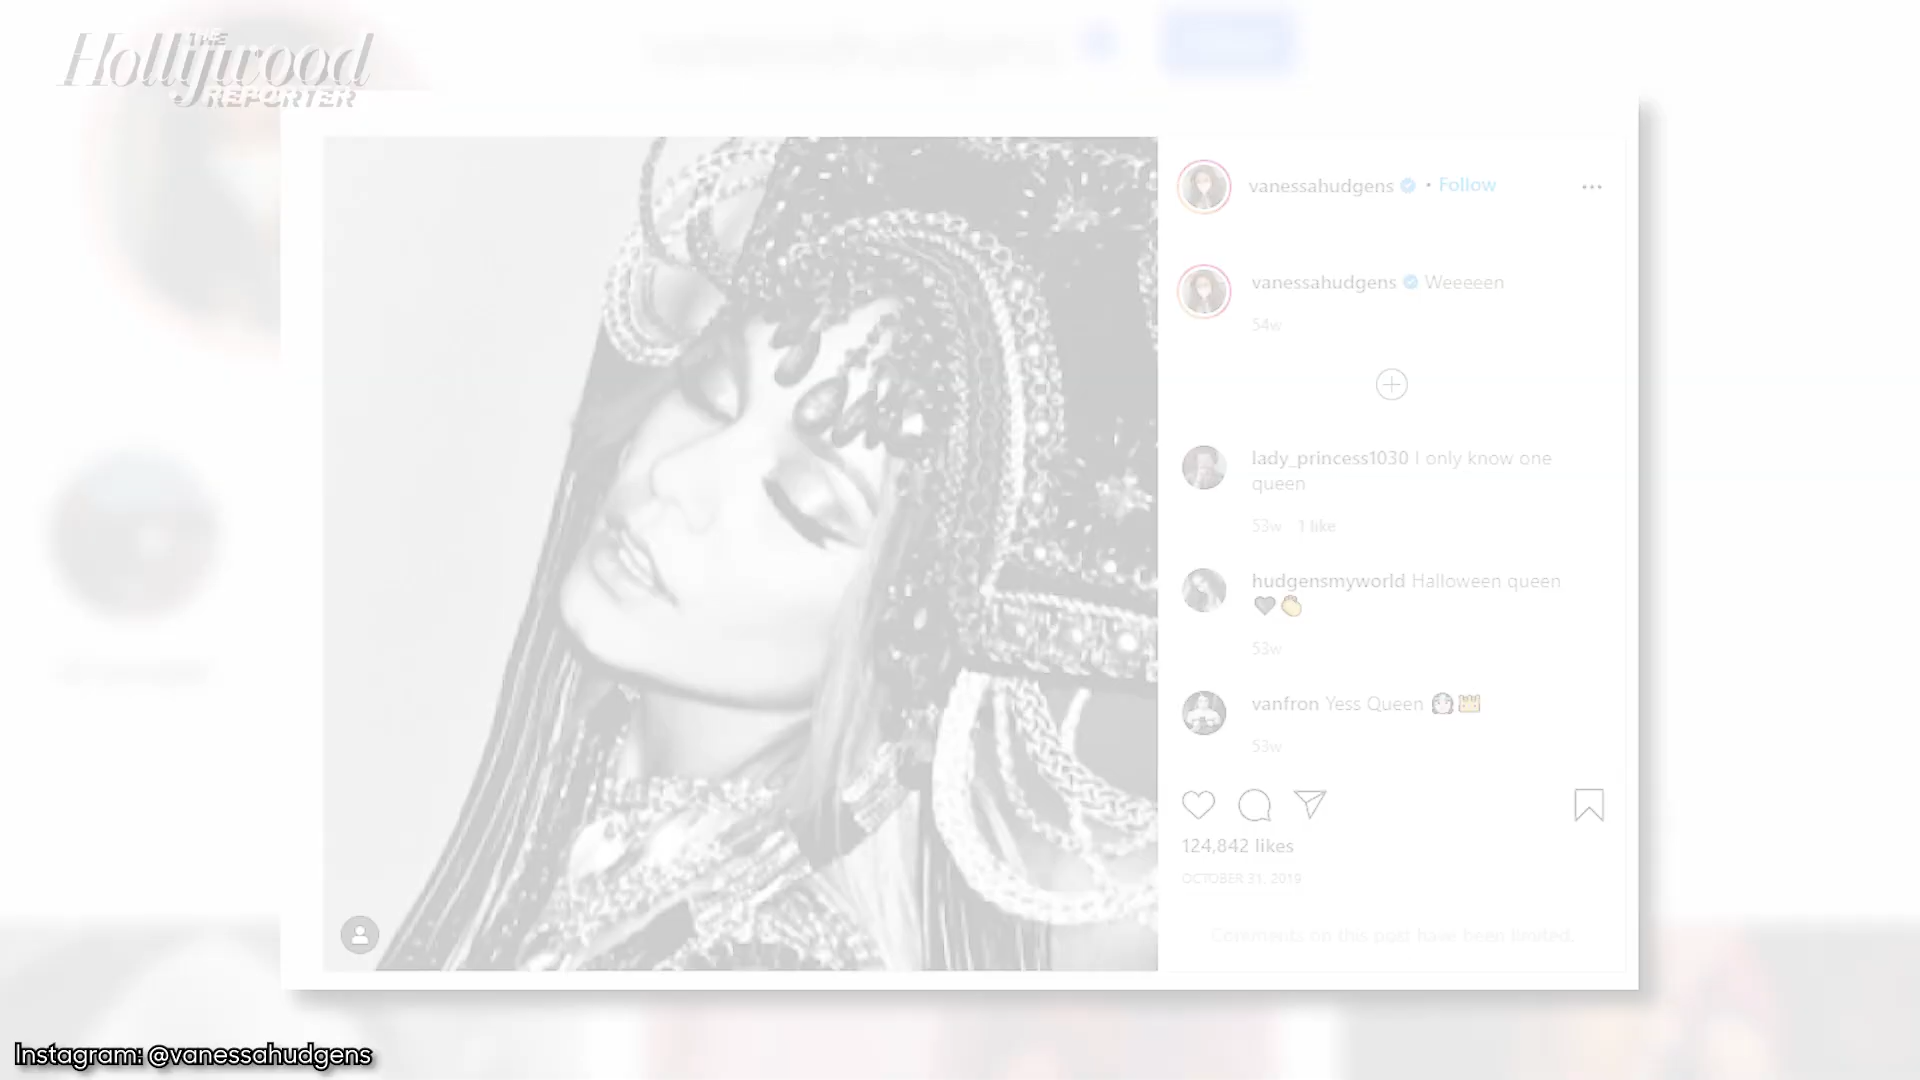 THE
Hollywood
REPORTER
vanessahudgens • Follow
vanessahudgens Weeeeen
54w
lady_princess1030 I only know one
queen
53w 1 like
hudgensmyworld Halloween queen
53w
vanfron Yess Queen
53w
124,842 likes
OCTOBER 31, 2019
Comments on this post have been limited.
Instagram: @vanessahudgens